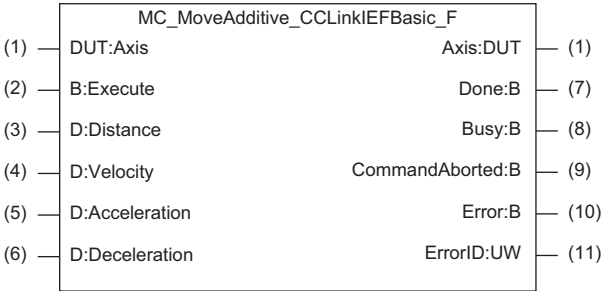 MC_MoveAdditive_CCLinkIEFBasic_F
(1) DUT:Axis Axis:DUT (1)
(2) B:Execute Done:B (7)
(3) D:Distance Busy:B (8)
(4) D:Velocity CommandAborted:B (9)
(5) D:Acceleration Error:B (10)
(6) D:Deceleration ErrorID:UW (11)